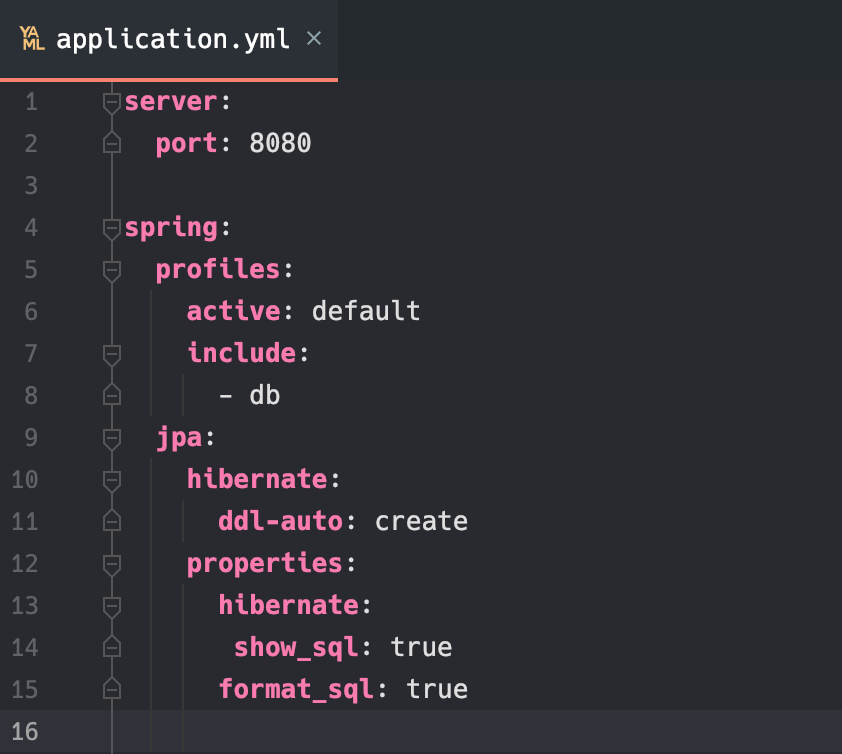 YAML application.yml ×
1 server:
2   port: 8080
3
4 spring:
5   profiles:
6     active: default
7     include:
8       - db
9   jpa:
10     hibernate:
11       ddl-auto: create
12     properties:
13       hibernate:
14        show_sql: true
15       format_sql: true
16